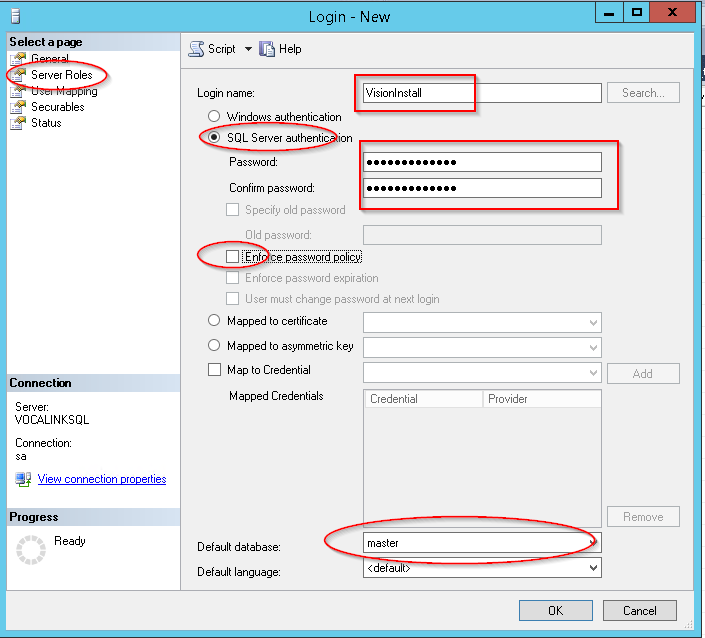 Login - New
Select a page
General
Server Roles
User Mapping
Securables
Status
Script
Help
Login name:
VisionInstall
Search...
Windows authentication
SQL Server authentication
Password:
●●●●●●●●●●●●●
Confirm password:
●●●●●●●●●●●●●
Specify old password
Old password:
Enforce password policy
Enforce password expiration
User must change password at next login
Mapped to certificate
Mapped to asymmetric key
Map to Credential
Add
Mapped Credentials
Credential
Provider
Remove
Default database:
master
Default language:
<default>
Connection
Server:
VOCALINKSQL
Connection:
sa
View connection properties
Progress
Ready
OK
Cancel